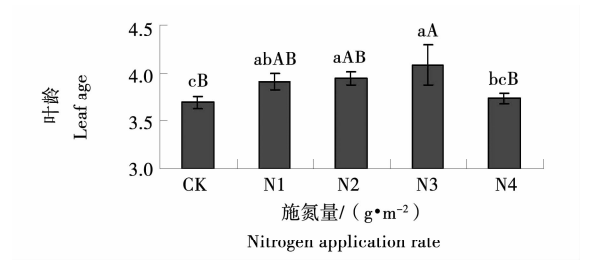 叶龄
Leaf age
4.5
4.0
3.5
3.0
cB
abAB
aAB
aA
bcB
CK N1 N2 N3 N4
施氮量/（g•m⁻²）
Nitrogen application rate